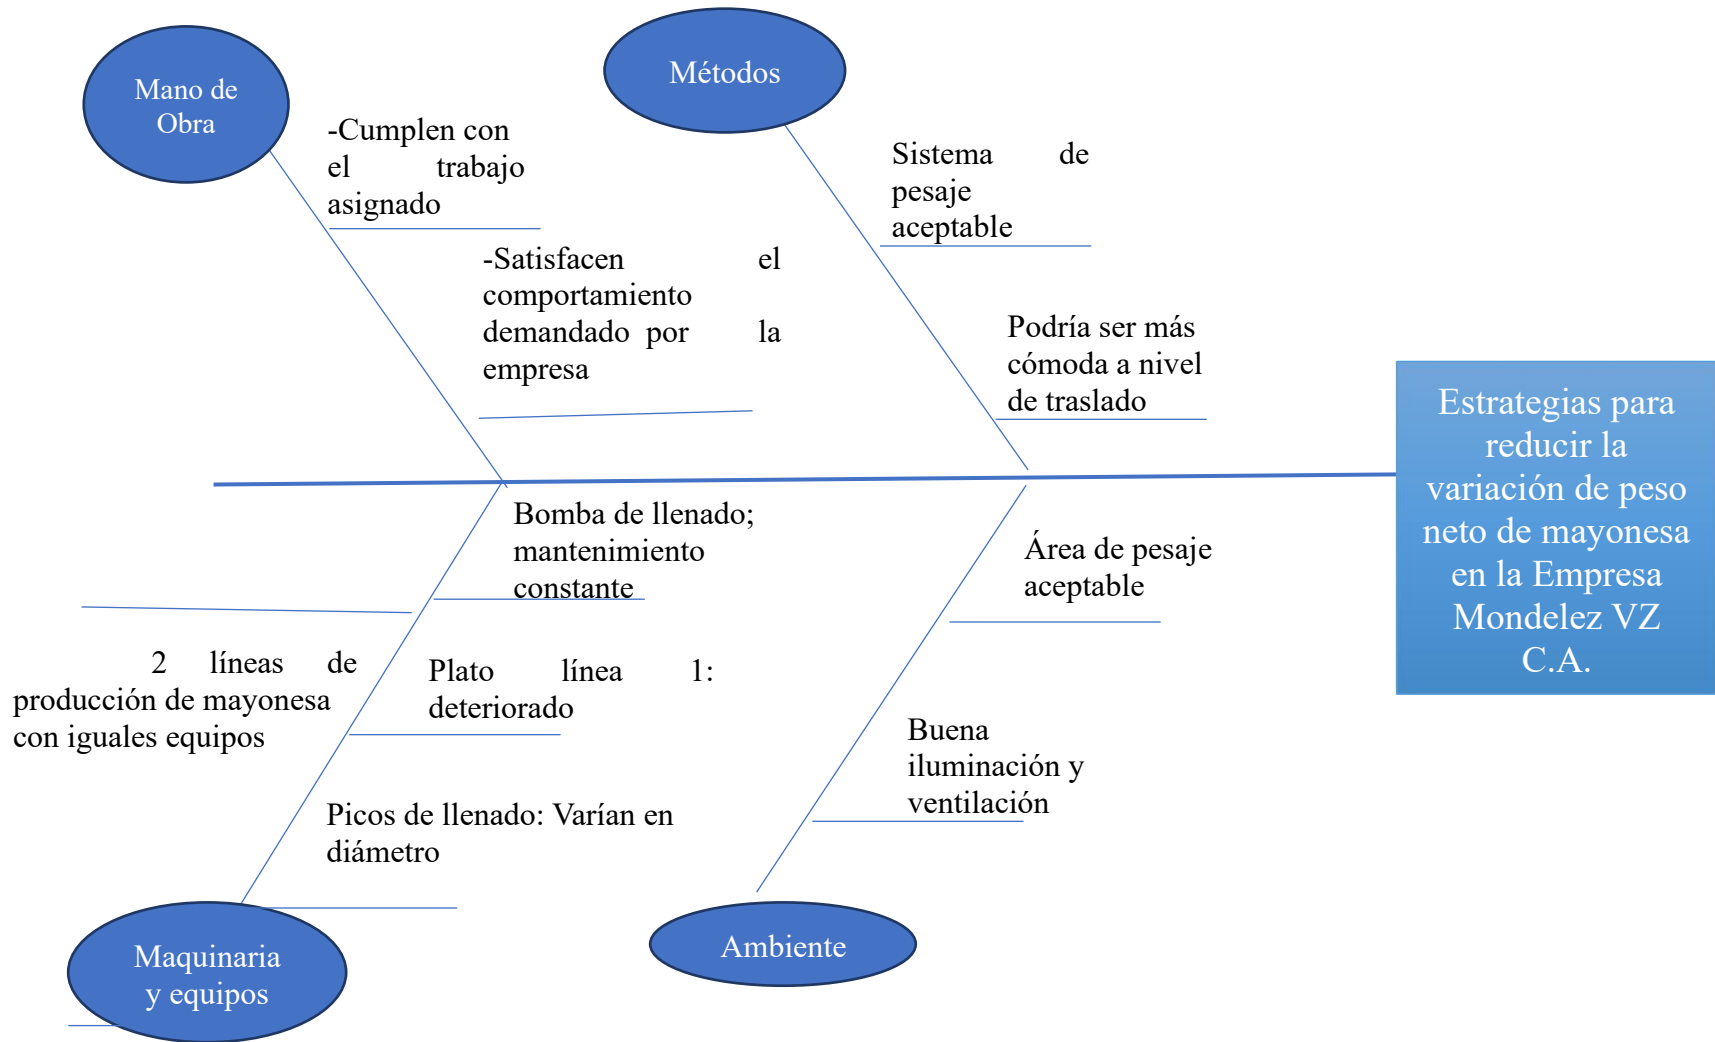 Mano de
Obra
-Cumplen con
el trabajo
asignado
-Satisfacen el
comportamiento
demandado por la
empresa
Métodos
Sistema de
pesaje
aceptable
Podría ser más
cómoda a nivel
de traslado
Estrategias para
reducir la
variación de peso
neto de mayonesa
en la Empresa
Mondelez VZ
C.A.
Bomba de llenado;
mantenimiento
constante
2 líneas de
producción de mayonesa
con iguales equipos
Plato línea 1:
deteriorado
Picos de llenado: Varían en
diámetro
Maquinaria
y equipos
Área de pesaje
aceptable
Buena
iluminación y
ventilación
Ambiente